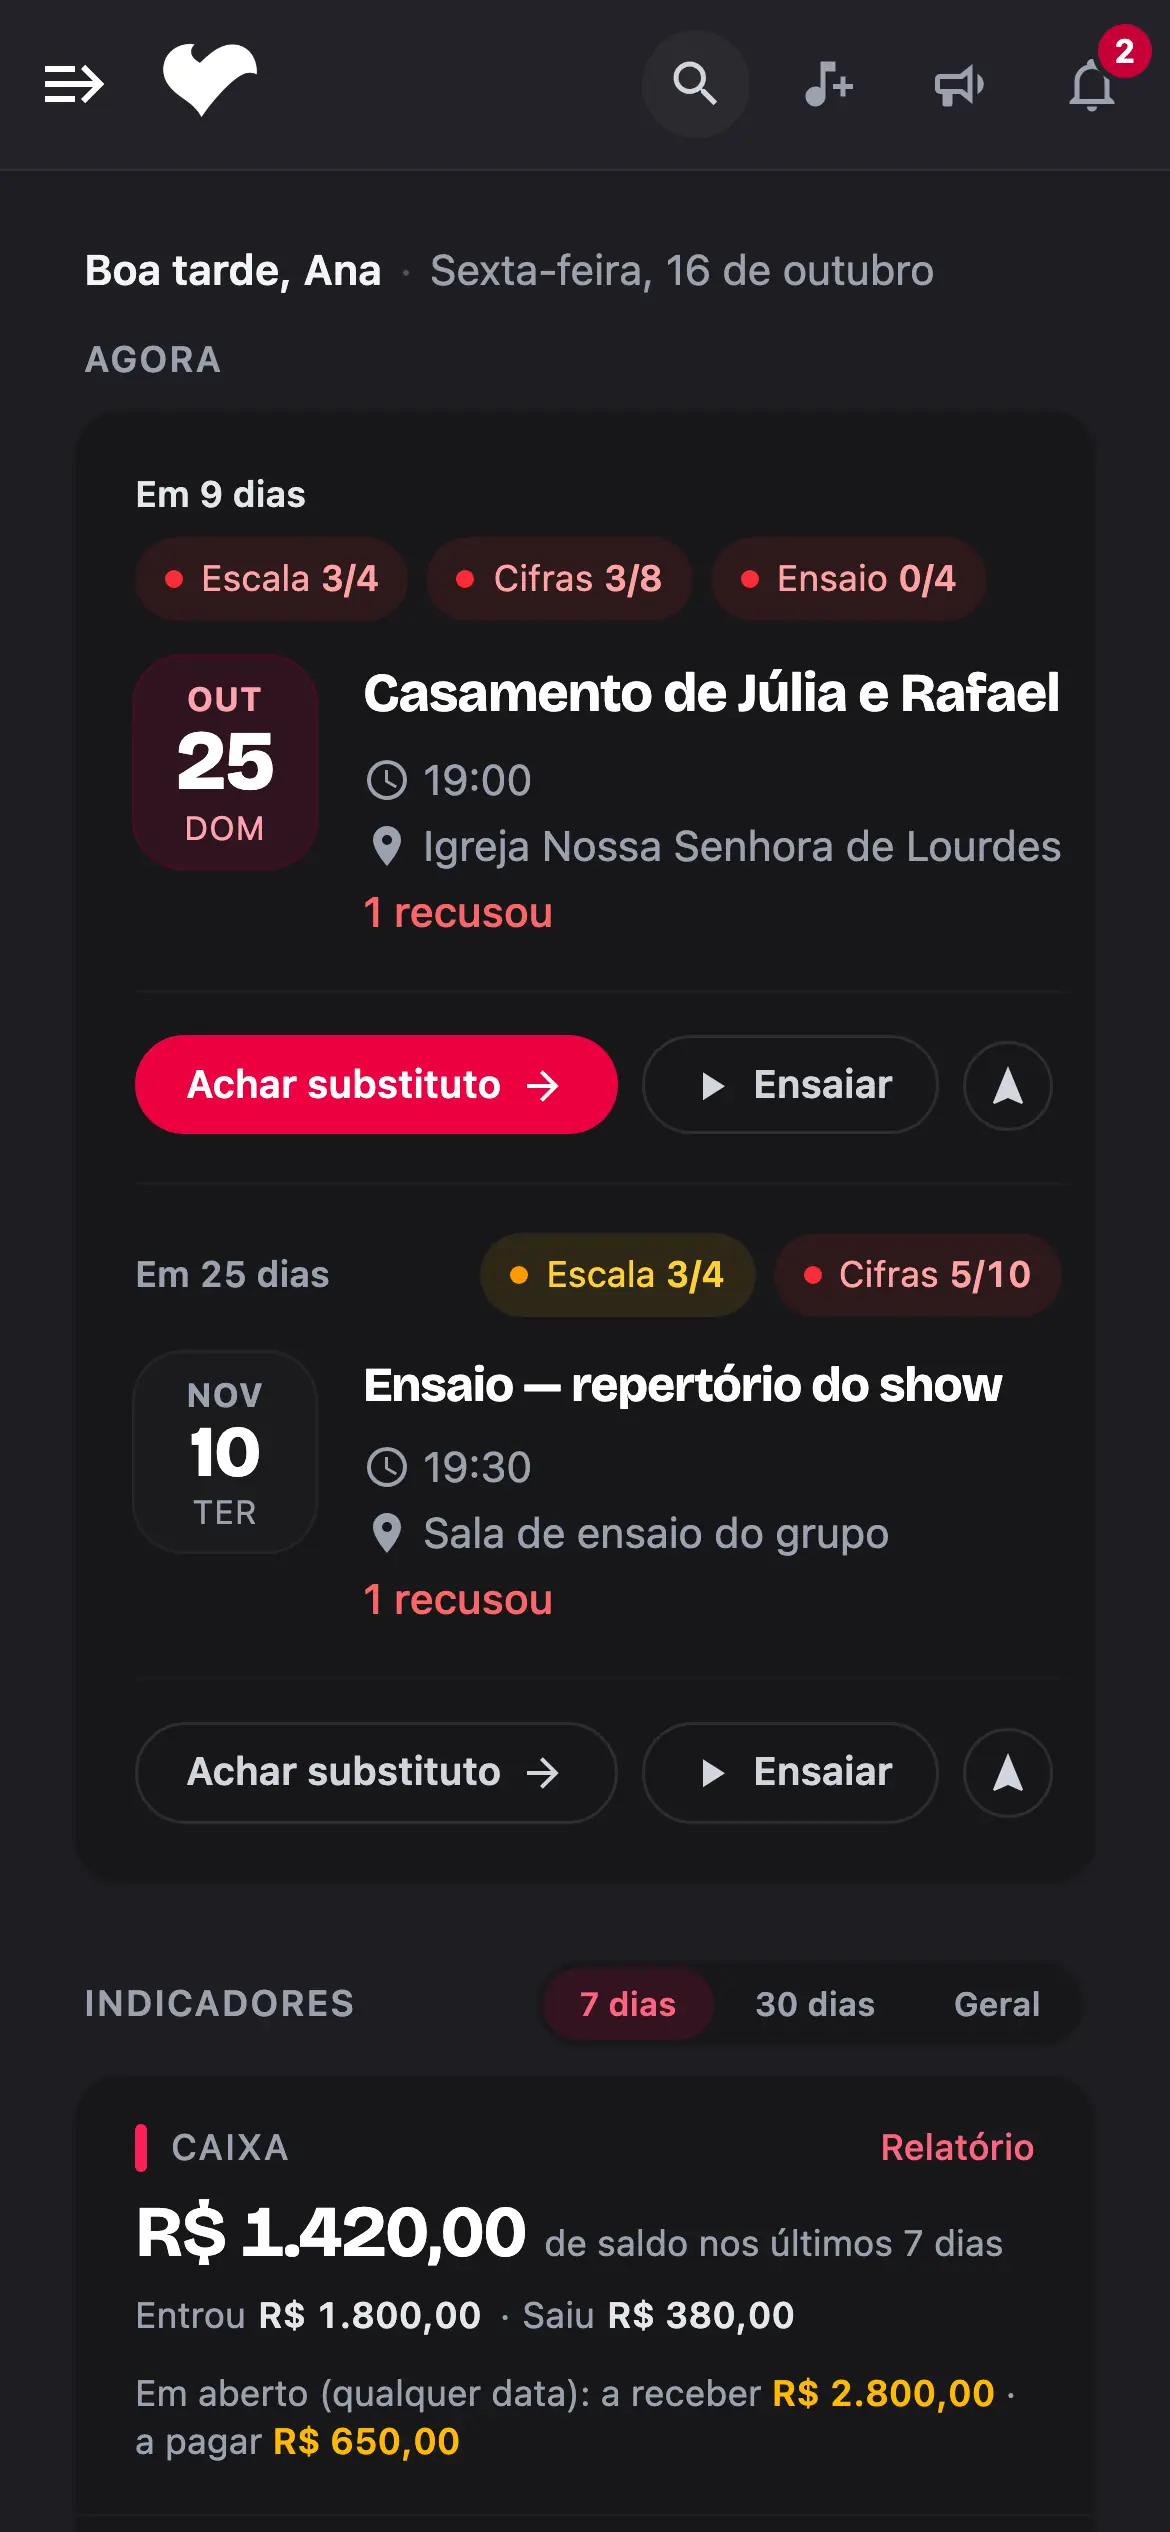 2
Boa tarde, Ana · Sexta-feira, 16 de outubro
AGORA
Em 9 dias
Escala 3/4 Cifras 3/8 Ensaio 0/4
OUT
25
DOM
Casamento de Júlia e Rafael
19:00
Igreja Nossa Senhora de Lourdes
1 recusou
Achar substituto Ensaiar
Em 25 dias Escala 3/4 Cifras 5/10
NOV
10
TER
Ensaio — repertório do show
19:30
Sala de ensaio do grupo
1 recusou
Achar substituto Ensaiar
INDICADORES 7 dias 30 dias Geral
CAIXA Relatório
R$ 1.420,00 de saldo nos últimos 7 dias
Entrou R$ 1.800,00 · Saiu R$ 380,00
Em aberto (qualquer data): a receber R$ 2.800,00 ·
a pagar R$ 650,00